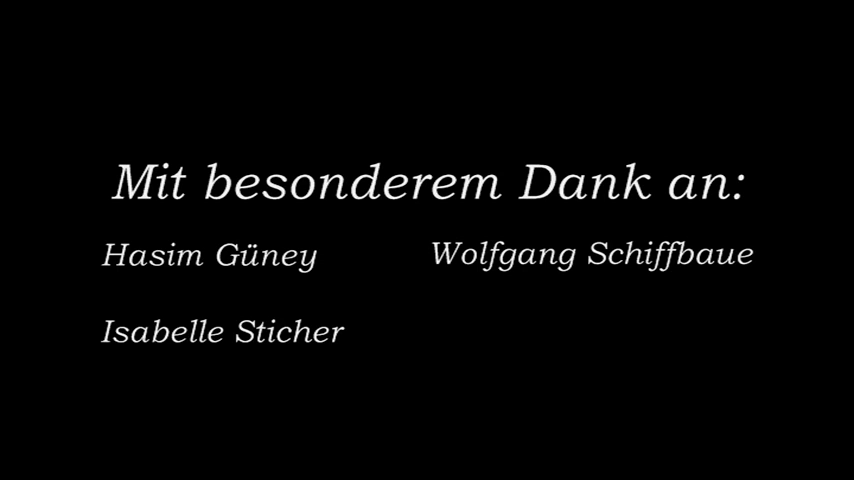 Mit besonderem Dank an:
Hasim Güney
Wolfgang Schiffbaue
Isabelle Sticher